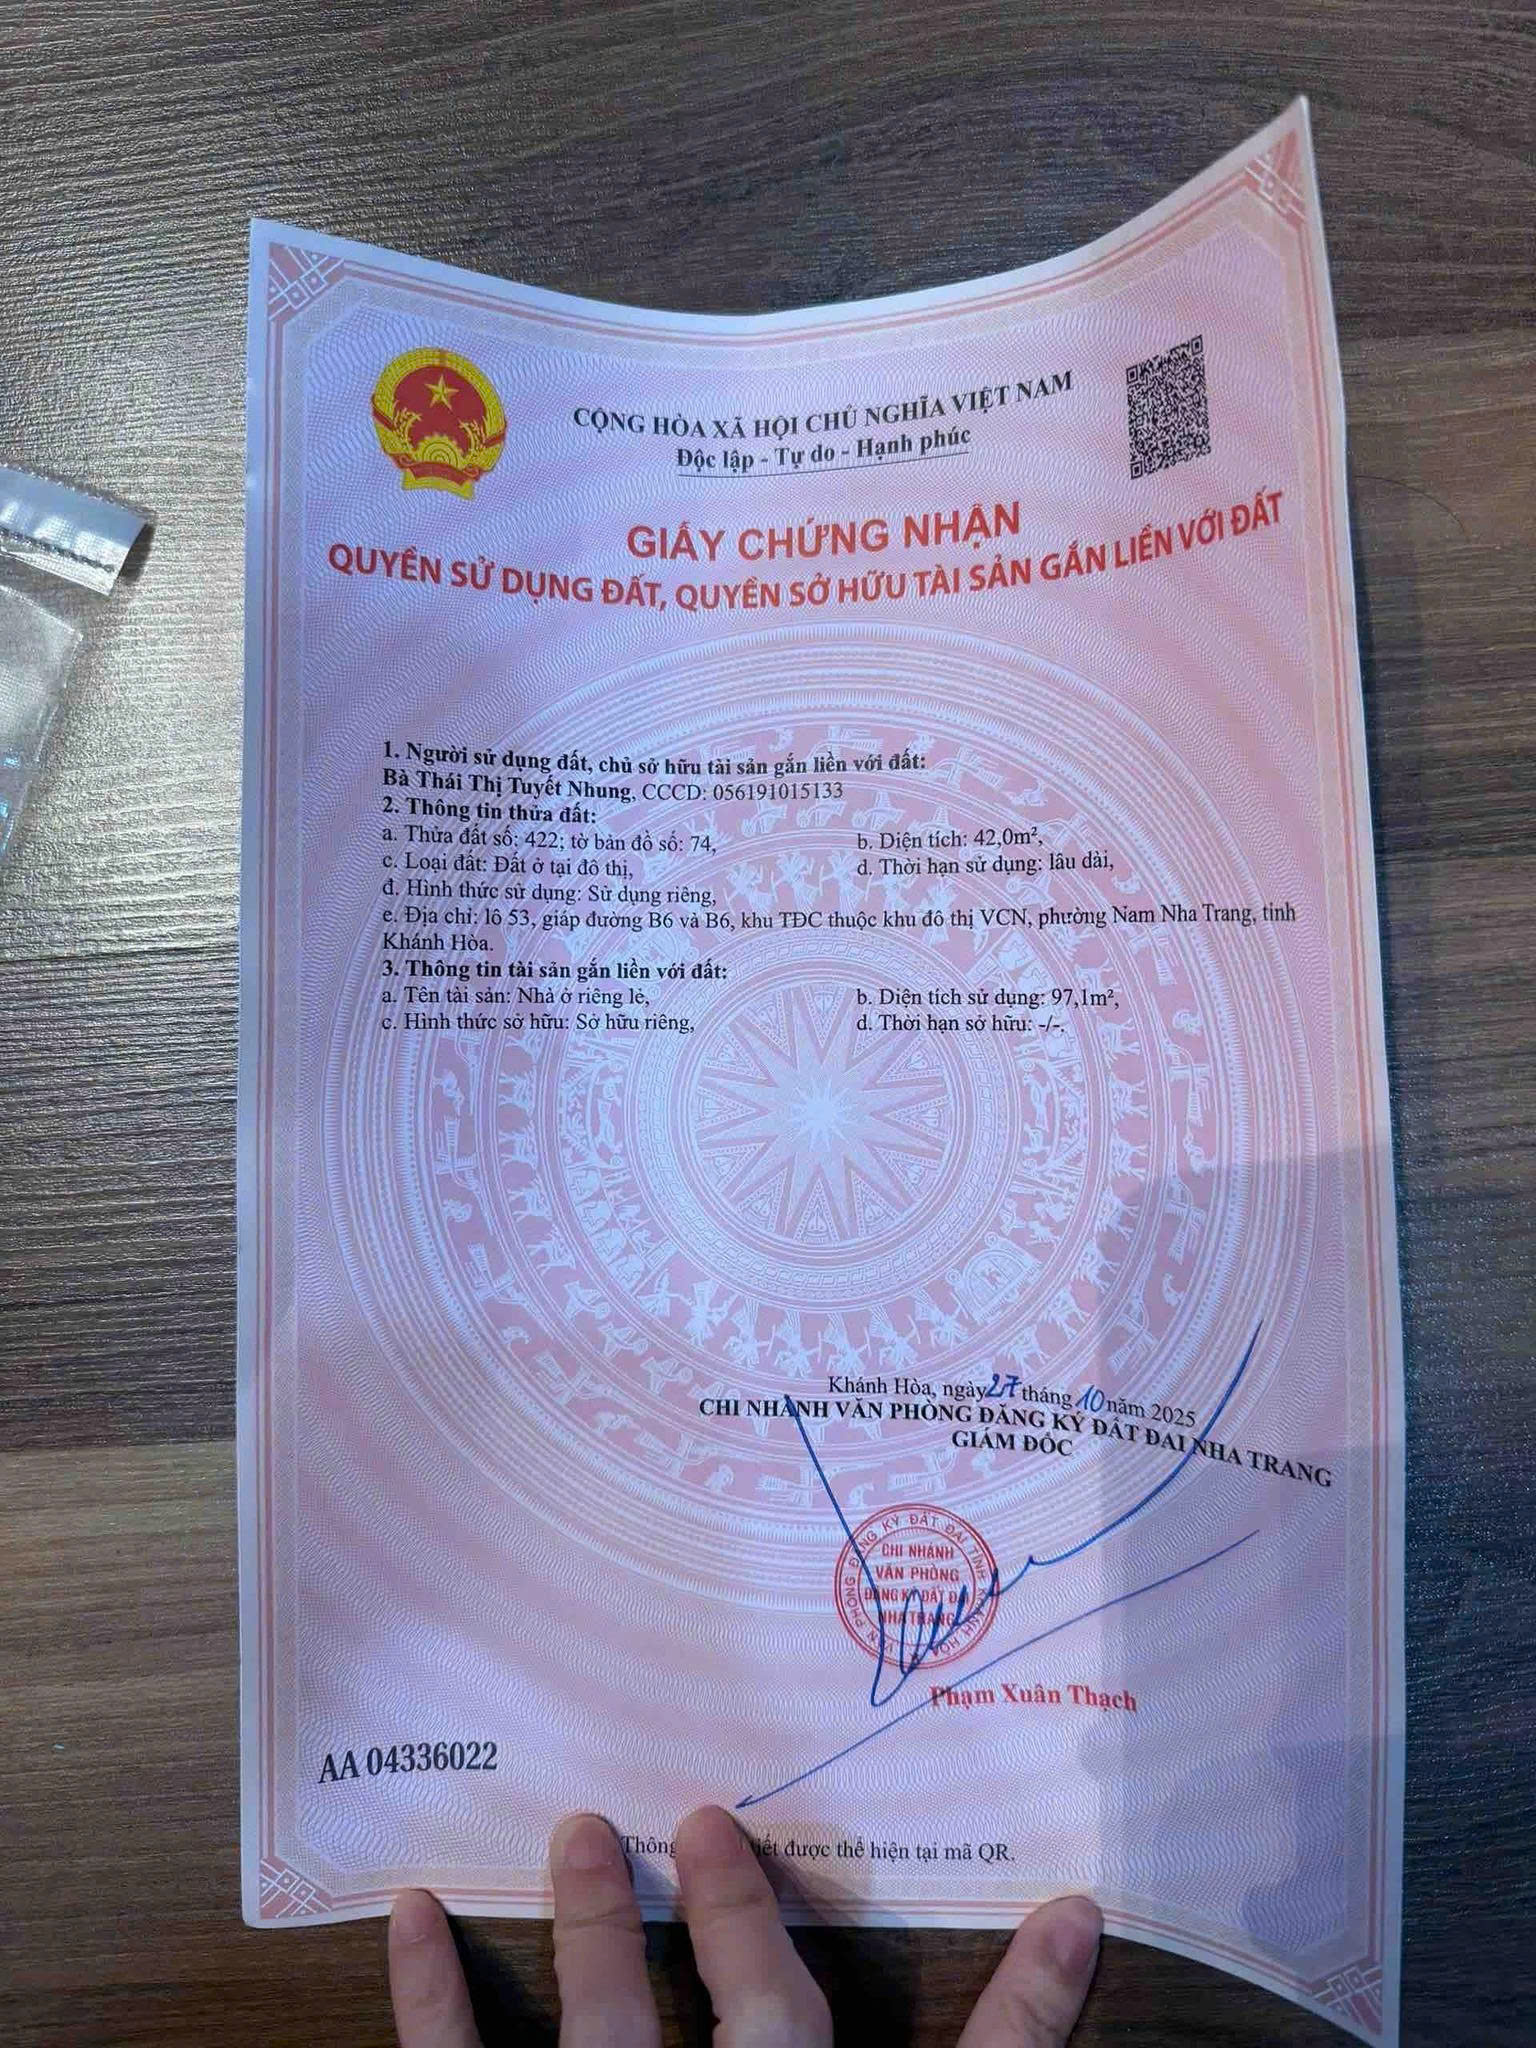 CỘNG HÒA XÃ HỘI CHỦ NGHĨA VIỆT NAM
Độc lập - Tự do - Hạnh phúc
GIẤY CHỨNG NHẬN
QUYỀN SỬ DỤNG ĐẤT, QUYỀN SỞ HỮU TÀI SẢN GẮN LIỀN VỚI ĐẤT
1. Người sử dụng đất, chủ sở hữu tài sản gắn liền với đất:
Bà Thái Thị Tuyết Nhung, CCCD: 056191015133
2. Thông tin thửa đất:
a. Thửa đất số: 422; tờ bản đồ số: 74, b. Diện tích: 42,0m²,
c. Loại đất: Đất ở tại đô thị, d. Thời hạn sử dụng: lâu dài,
đ. Hình thức sử dụng: Sử dụng riêng,
e. Địa chỉ: lô 53, giáp đường B6 và B6, khu TĐC thuộc khu đô thị VCN, phường Nam Nha Trang, tỉnh
Khánh Hòa.
3. Thông tin tài sản gắn liền với đất:
a. Tên tài sản: Nhà ở riêng lẻ, b. Diện tích sử dụng: 97,1m²,
c. Hình thức sở hữu: Sở hữu riêng, d. Thời hạn sở hữu: -/-.
Khánh Hòa, ngày 27 tháng 10 năm 2025
CHI NHÁNH VĂN PHÒNG ĐĂNG KÝ ĐẤT ĐAI NHA TRANG
GIÁM ĐỐC
VĂN PHÒNG ĐĂNG KÝ ĐẤT ĐAI TỈNH KHÁNH HÒA
CHI NHÁNH
VĂN PHÒNG
ĐĂNG KÝ ĐẤT ĐAI
NHA TRANG
Phạm Xuân Thạch
AA 04336022
được thể hiện tại mã QR.